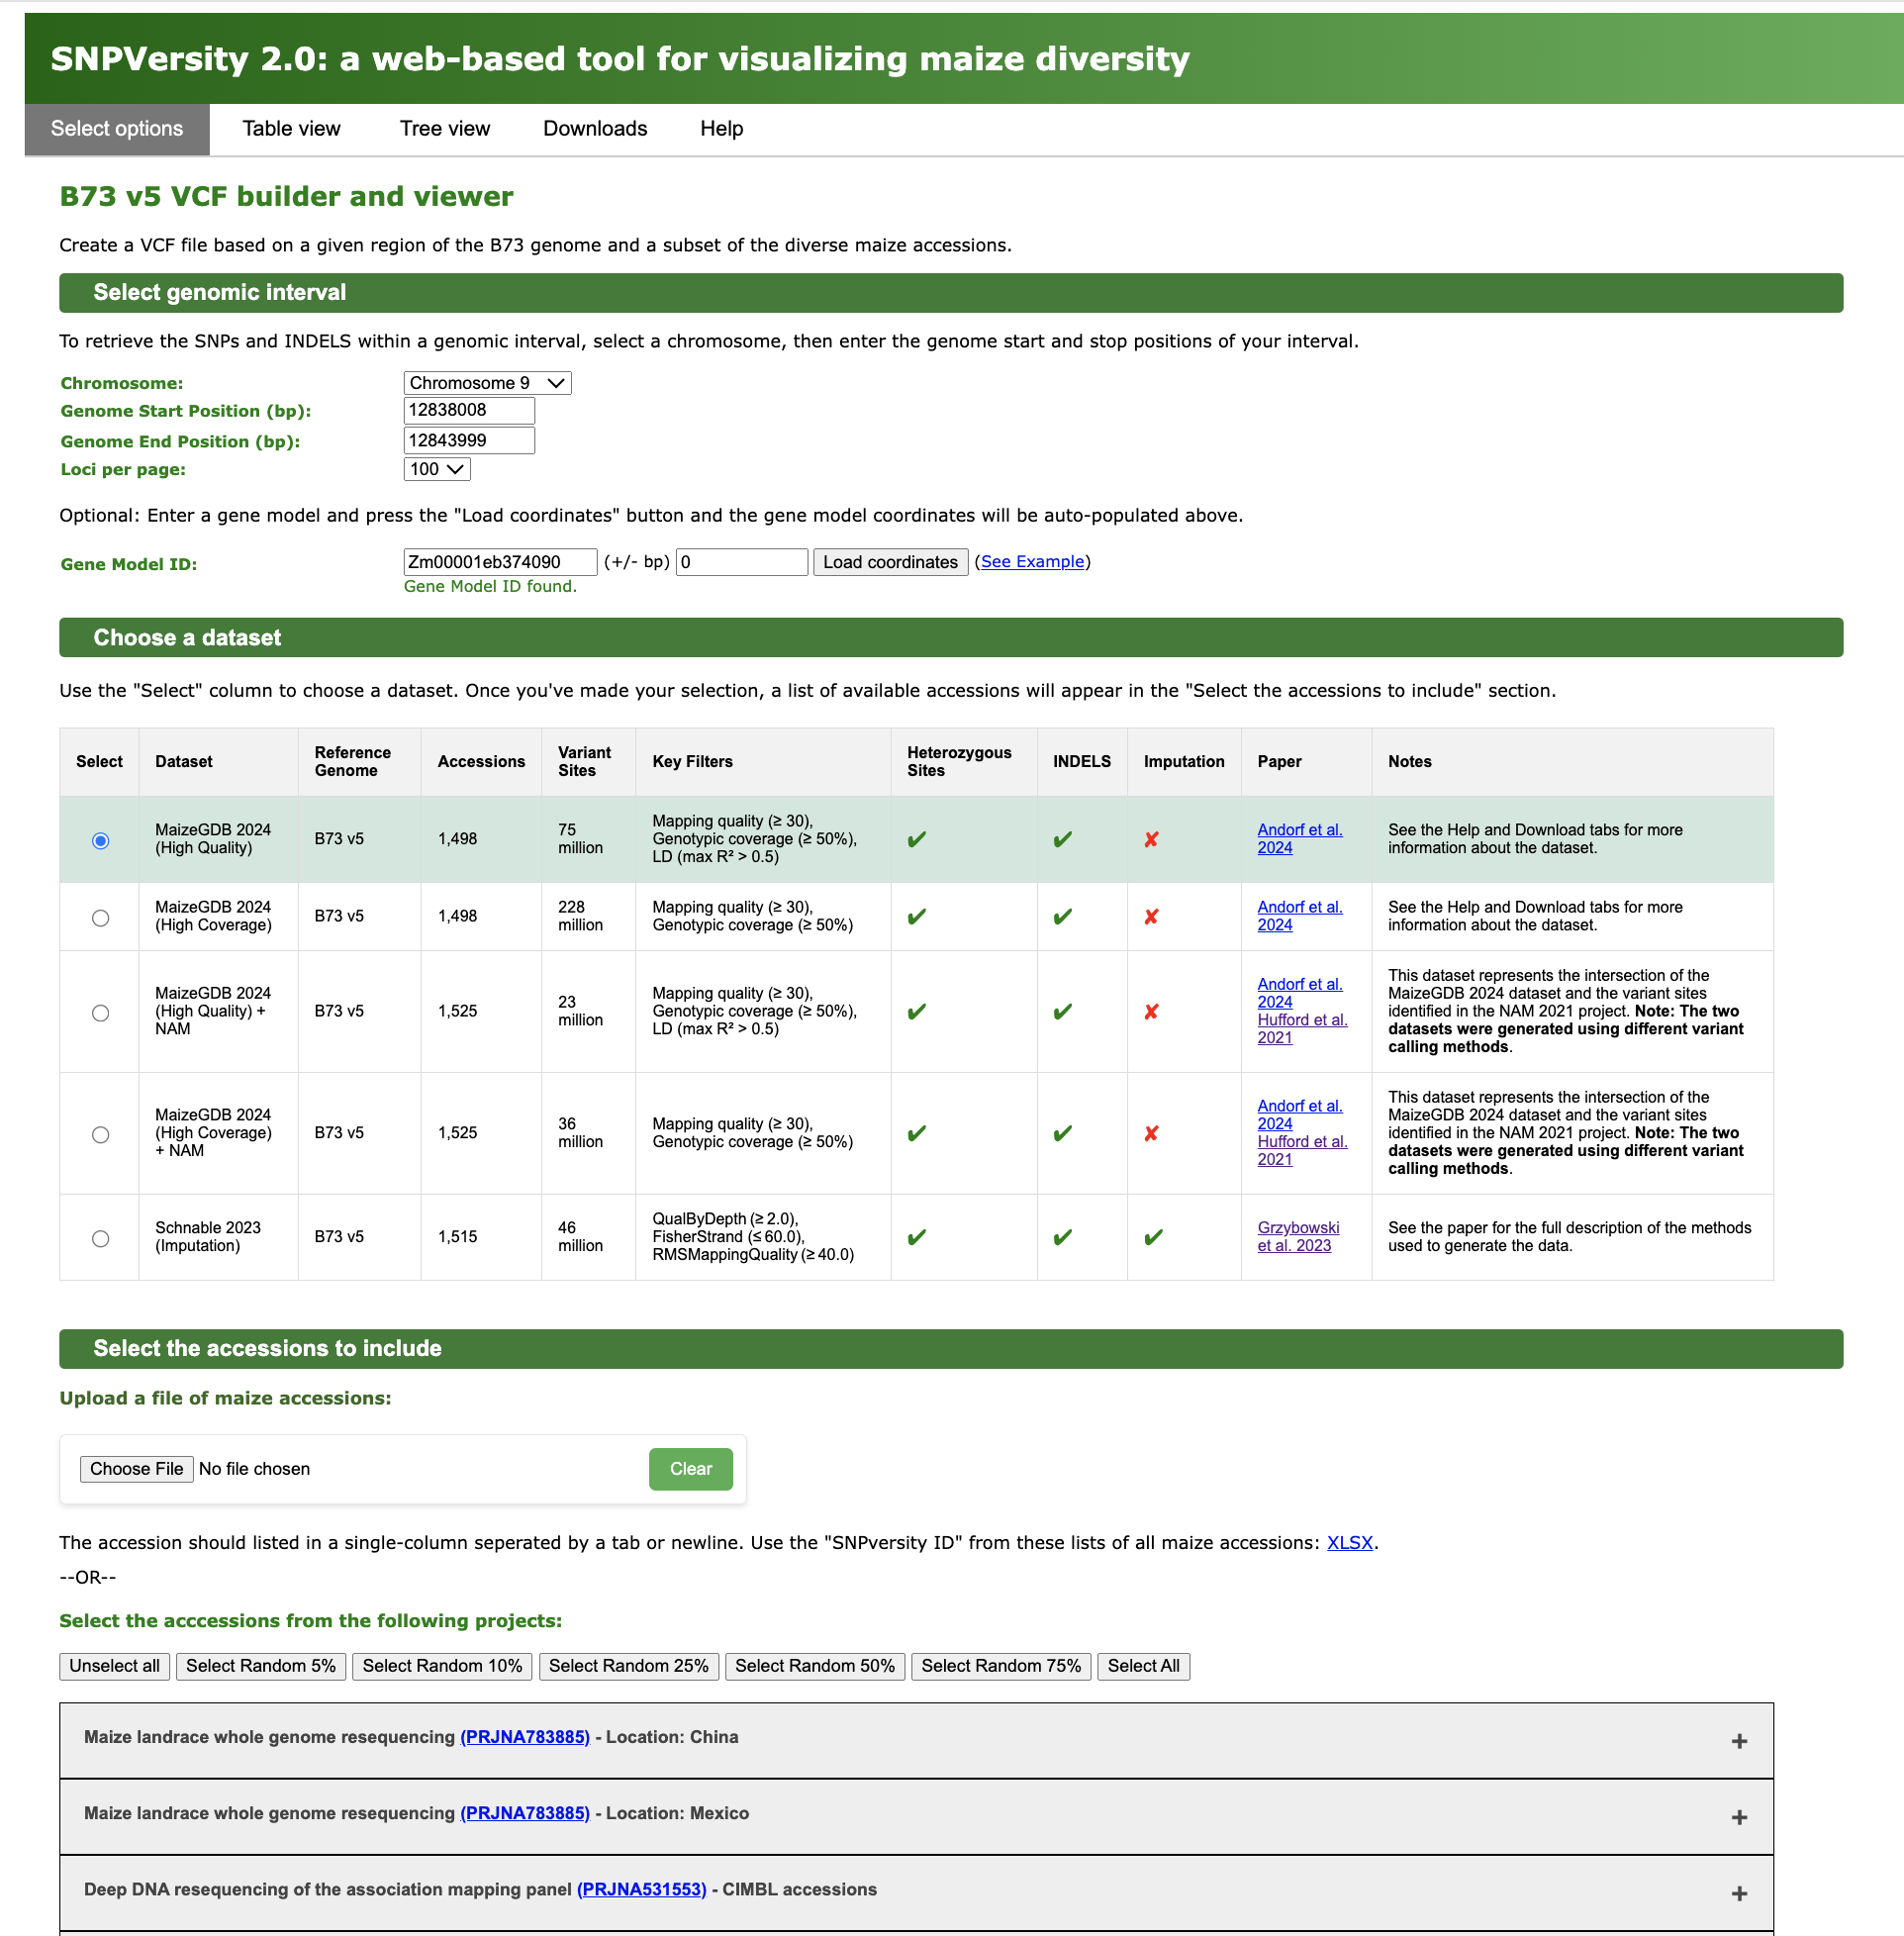 SNPVersity 2.0: a web-based tool for visualizing maize diversity
Select options Table view Tree view Downloads Help
B73 v5 VCF builder and viewer
Create a VCF file based on a given region of the B73 genome and a subset of the diverse maize accessions.
Select genomic interval
To retrieve the SNPs and INDELS within a genomic interval, select a chromosome, then enter the genome start and stop positions of your interval.
Chromosome: Chromosome 9
Genome Start Position (bp): 12838008
Genome End Position (bp): 12843999
Loci per page: 100
Optional: Enter a gene model and press the "Load coordinates" button and the gene model coordinates will be auto-populated above.
Gene Model ID: Zm00001eb374090 (+/- bp) 0 Load coordinates (See Example)
Gene Model ID found.
Choose a dataset
Use the "Select" column to choose a dataset. Once you've made your selection, a list of available accessions will appear in the "Select the accessions to include" section.
Select Dataset Reference Genome Accessions Variant Sites Key Filters Heterozygous Sites INDELS Imputation Paper Notes
MaizeGDB 2024 (High Quality) B73 v5 1,498 75 million Mapping quality (≥ 30), Genotypic coverage (≥ 50%), LD (max R² > 0.5) ✔ ✔ ✘ Andorf et al. 2024 See the Help and Download tabs for more information about the dataset.
MaizeGDB 2024 (High Coverage) B73 v5 1,498 228 million Mapping quality (≥ 30), Genotypic coverage (≥ 50%) ✔ ✔ ✘ Andorf et al. 2024 See the Help and Download tabs for more information about the dataset.
MaizeGDB 2024 (High Quality) + NAM B73 v5 1,525 23 million Mapping quality (≥ 30), Genotypic coverage (≥ 50%), LD (max R² > 0.5) ✔ ✔ ✘ Andorf et al. 2024 Hufford et al. 2021 This dataset represents the intersection of the MaizeGDB 2024 dataset and the variant sites identified in the NAM 2021 project. Note: The two datasets were generated using different variant calling methods.
MaizeGDB 2024 (High Coverage) + NAM B73 v5 1,525 36 million Mapping quality (≥ 30), Genotypic coverage (≥ 50%) ✔ ✔ ✘ Andorf et al. 2024 Hufford et al. 2021 This dataset represents the intersection of the MaizeGDB 2024 dataset and the variant sites identified in the NAM 2021 project. Note: The two datasets were generated using different variant calling methods.
Schnable 2023 (Imputation) B73 v5 1,515 46 million QualByDepth (≥ 2.0), FisherStrand (≤ 60.0), RMSMappingQuality (≥ 40.0) ✔ ✔ ✔ Grzybowski et al. 2023 See the paper for the full description of the methods used to generate the data.
Select the accessions to include
Upload a file of maize accessions:
Choose File No file chosen Clear
The accession should listed in a single-column seperated by a tab or newline. Use the "SNPversity ID" from these lists of all maize accessions: XLSX.
--OR--
Select the acccessions from the following projects:
Unselect all Select Random 5% Select Random 10% Select Random 25% Select Random 50% Select Random 75% Select All
Maize landrace whole genome resequencing (PRJNA783885) - Location: China +
Maize landrace whole genome resequencing (PRJNA783885) - Location: Mexico +
Deep DNA resequencing of the association mapping panel (PRJNA531553) - CIMBL accessions +